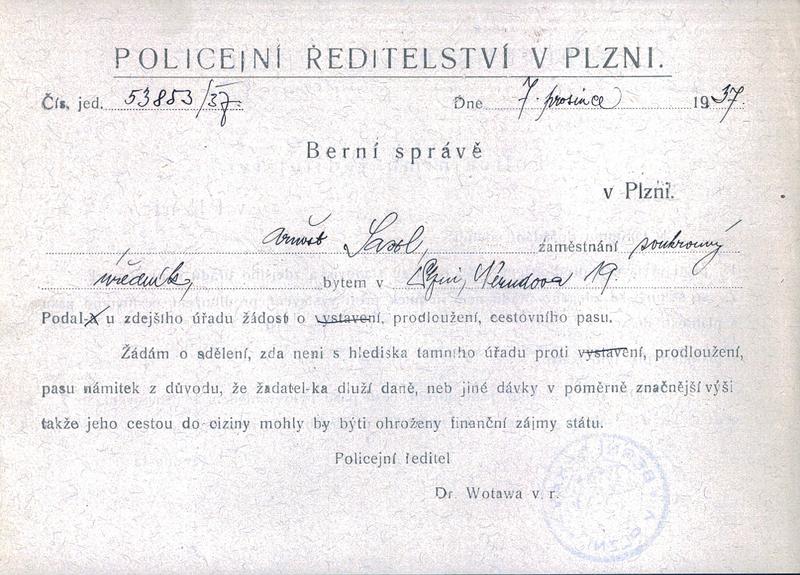 POLICEJNÍ ŘEDITELSTVÍ V PLZNI.
Čís. jed. 53853/37. Dne 7. prosince 1937.
Berní správě
v Plzni.
Arnošt zaměstnání soukromý
úředník, bytem v Plzni, 19.
Podal-a u zdejšího úřadu žádost o vystavení, prodloužení, cestovního pasu.
Žádám o sdělení, zda neni s hlediska tamního úřadu proti vystavení, prodloužení,
pasu námitek z důvodu, že žadatel-ka dluží daně, neb jiné dávky v poměrně značnější výši
takže jeho cestou do ciziny mohly by býti ohroženy finanční zájmy státu.
Policejní ředitel
Dr Wotawa v. r.